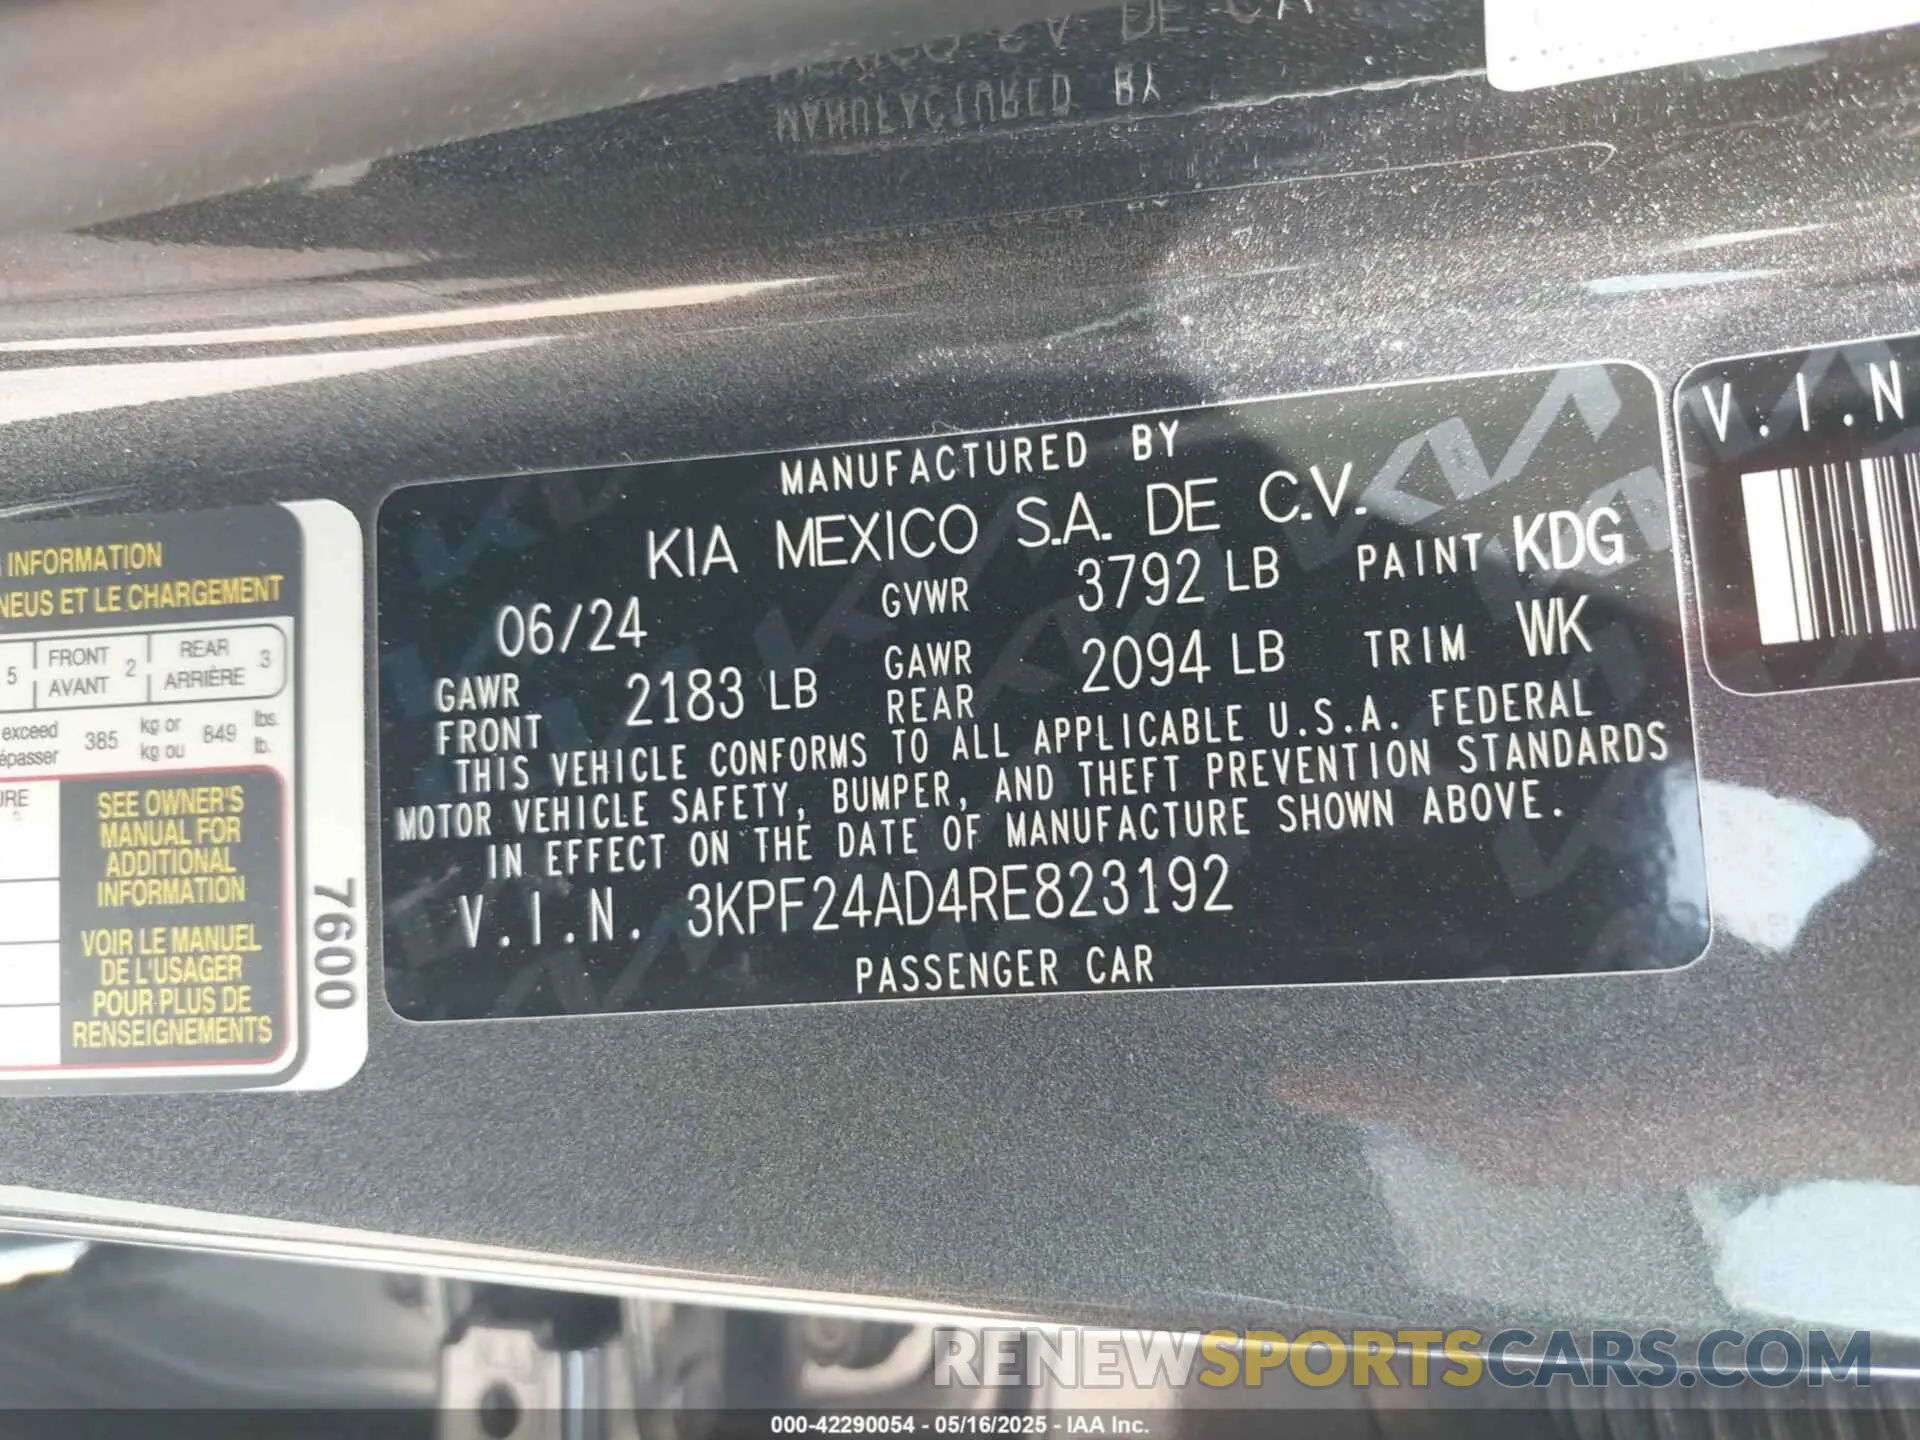 MANUFACTURED BY
KIA MEXICO S.A. DE C.V.
06/24 GVWR 3792 LB PAINT KDG
GAWR FRONT 2183 LB GAWR REAR 2094 LB TRIM WK
THIS VEHICLE CONFORMS TO ALL APPLICABLE U.S.A. FEDERAL
MOTOR VEHICLE SAFETY, BUMPER, AND THEFT PREVENTION STANDARDS
IN EFFECT ON THE DATE OF MANUFACTURE SHOWN ABOVE.
V.I.N. 3KPF24AD4RE823192
PASSENGER CAR
V.I.N
INFORMATION
NEUS ET LE CHARGEMENT
5 FRONT AVANT 2 REAR ARRIÈRE 3
exceed 385 kg or 849 lbs.
épasser kg ou lb.
URE
SEE OWNER'S
MANUAL FOR
ADDITIONAL
INFORMATION
VOIR LE MANUEL
DE L'USAGER
POUR PLUS DE
RENSEIGNEMENTS
7600
MANUFACTURED BY
RENEWSPORTSCARS.COM
000-42290054 - 05/16/2025 - IAA Inc.